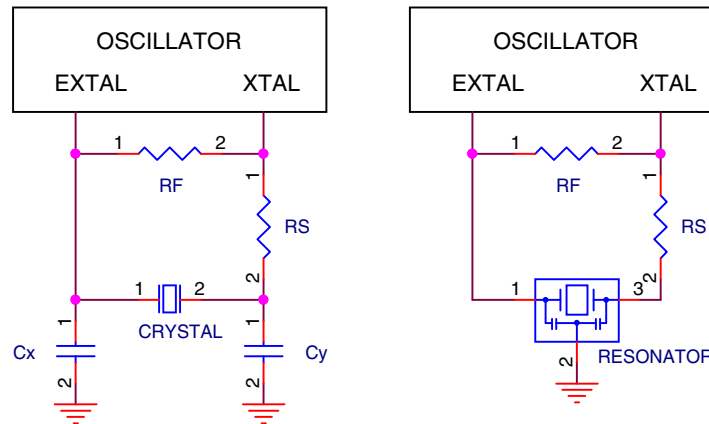 OSCILLATOR
EXTAL XTAL
1 2
RF
1
RS
2
1 2
CRYSTAL
1
Cx
2
1
Cy
2
OSCILLATOR
EXTAL XTAL
1 2
RF
1
RS
2
1 3
2
RESONATOR